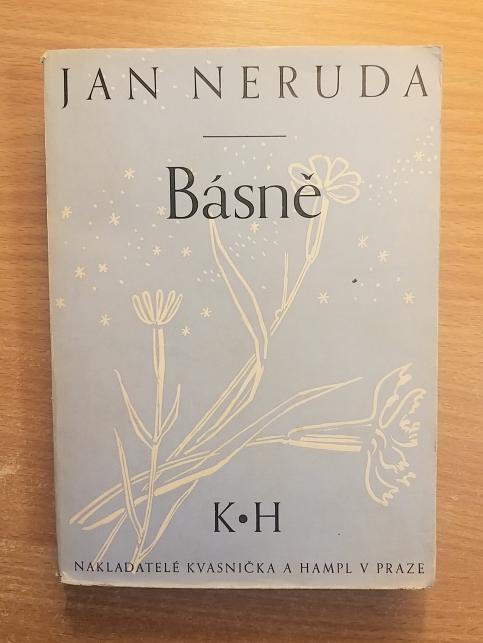 JAN NERUDA
Básně
K•H
NAKLADATELÉ KVASNIČKA A HAMPL V PRAZE